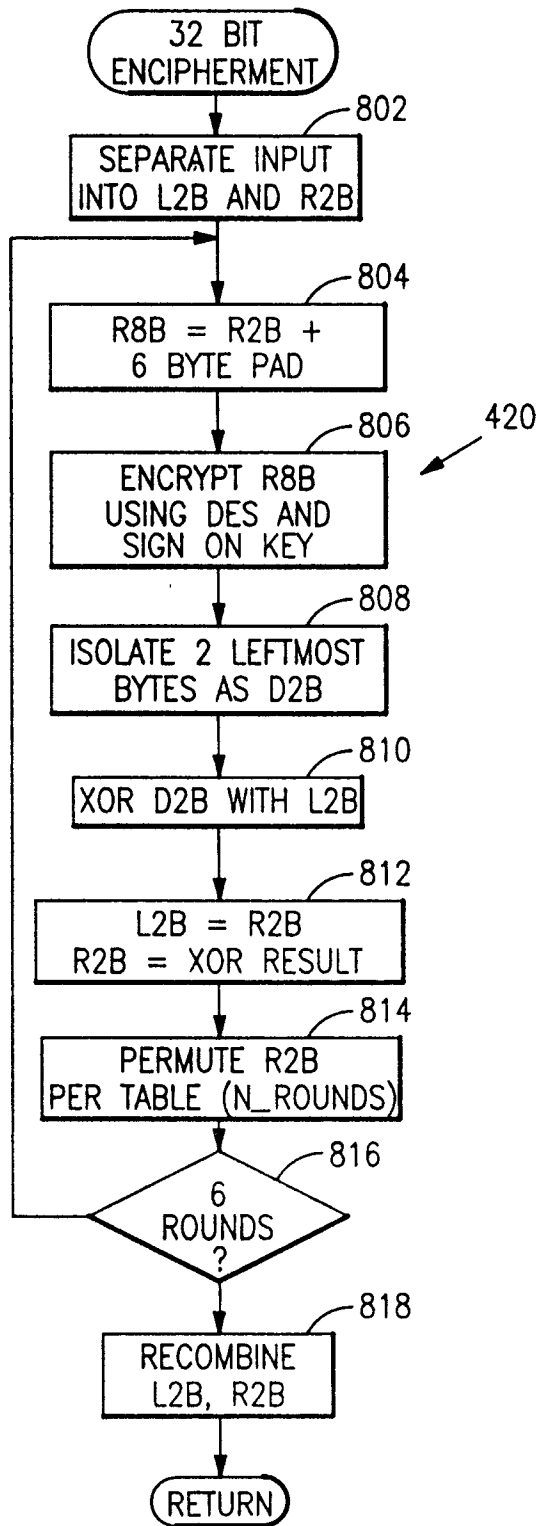 32 BIT
ENCIPHERMENT
802
SEPARATE INPUT
INTO L2B AND R2B
804
R8B = R2B +
6 BYTE PAD
806
420
ENCRYPT R8B
USING DES AND
SIGN ON KEY
808
ISOLATE 2 LEFTMOST
BYTES AS D2B
810
XOR D2B WITH L2B
812
L2B = R2B
R2B = XOR RESULT
814
PERMUTE R2B
PER TABLE (N_ROUNDS)
816
6
ROUNDS
?
818
RECOMBINE
L2B, R2B
RETURN